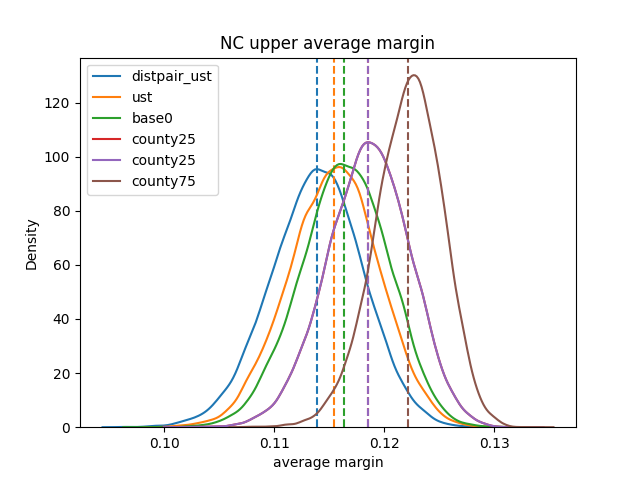 NC upper average margin
distpair_ust
ust
base0
county25
county25
county75
Density
120
100
80
60
40
20
0
0.10 0.11 0.12 0.13
average margin